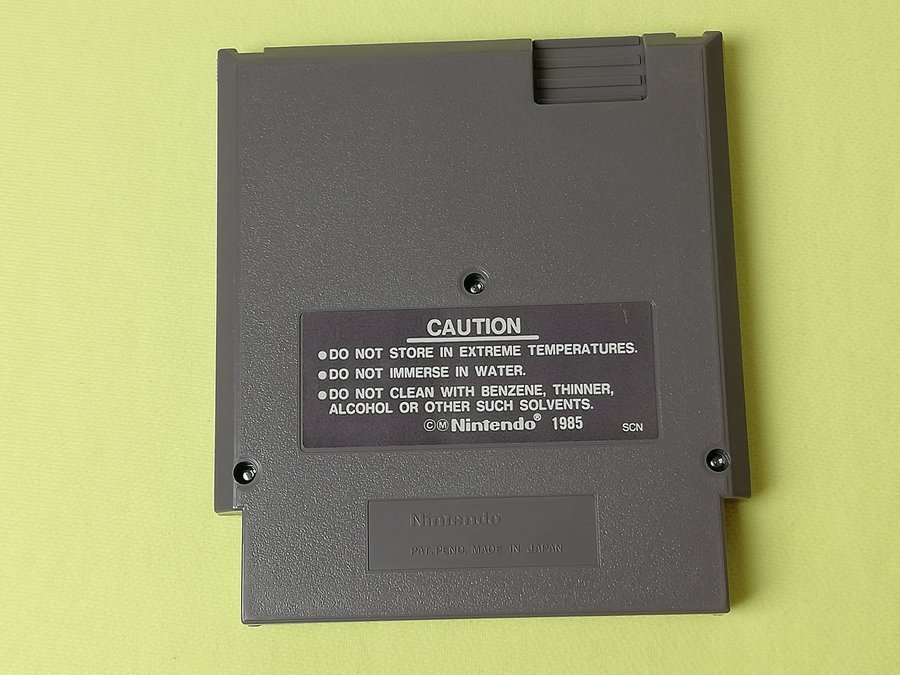 CAUTION
●DO NOT STORE IN EXTREME TEMPERATURES.
●DO NOT IMMERSE IN WATER.
●DO NOT CLEAN WITH BENZENE, THINNER,
ALCOHOL OR OTHER SUCH SOLVENTS.
ⒸⓂNintendo® 1985
SCN
Nintendo
PAT.PEND. MADE IN JAPAN